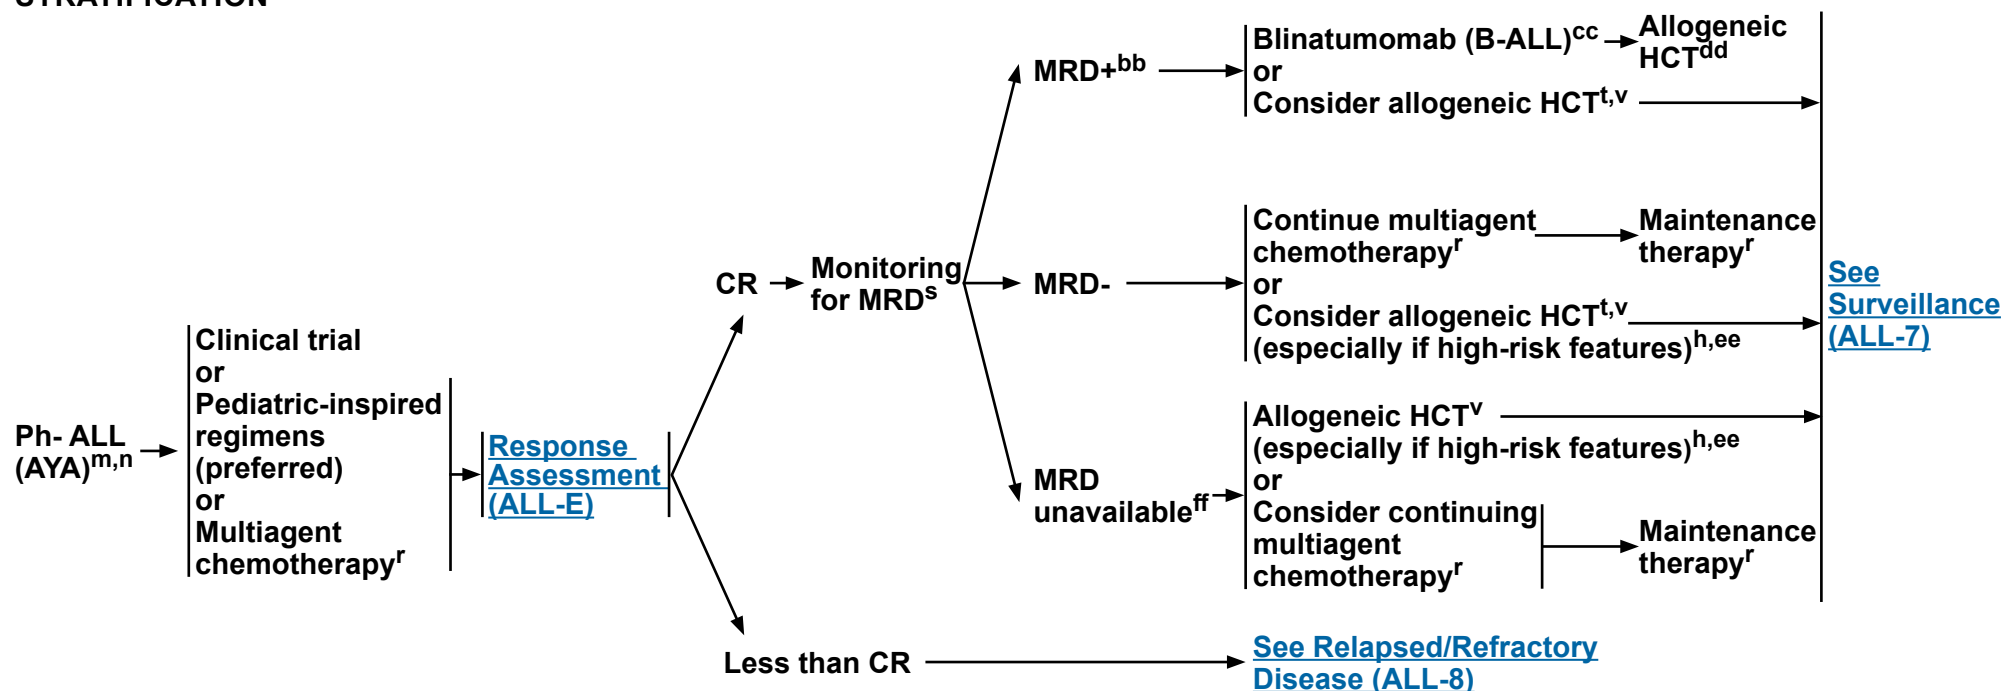 STRATIFICATION
Ph- ALL
(AYA)m,n
Clinical trial
or
Pediatric-inspired
regimens
(preferred)
or
Multiagent
chemotherapyr
Response
Assessment
(ALL-E)
CR
Monitoring
for MRDs
MRD+bb
Blinatumomab (B-ALL)cc
or
Consider allogeneic HCTt,v
Allogeneic
HCTdd
MRD-
Continue multiagent
chemotherapyr
or
Consider allogeneic HCTt,v
(especially if high-risk features)h,ee
Maintenance
therapyr
MRD
unavailableff
Allogeneic HCTv
(especially if high-risk features)h,ee
or
Consider continuing
multiagent
chemotherapyr
Maintenance
therapyr
See
Surveillance
(ALL-7)
Less than CR
See Relapsed/Refractory
Disease (ALL-8)